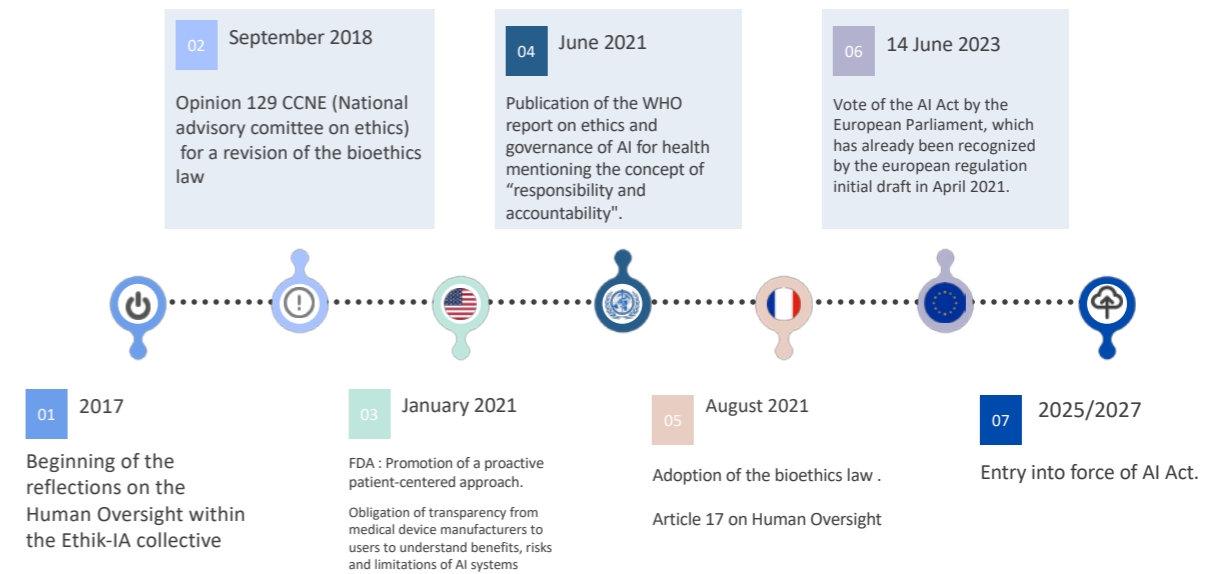 02
September 2018
Opinion 129 CCNE (National
advisory comittee on ethics)
for a revision of the bioethics
law
04
June 2021
Publication of the WHO
report on ethics and
governance of AI for health
mentioning the concept of
“responsibility and
accountability".
06
14 June 2023
Vote of the AI Act by the
European Parliament, which
has already been recognized
by the european regulation
initial draft in April 2021.
01
2017
Beginning of the
reflections on the
Human Oversight within
the Ethik-IA collective
03
January 2021
FDA : Promotion of a proactive
patient-centered approach.
Obligation of transparency from
medical device manufacturers to
users to understand benefits, risks
and limitations of AI systems
05
August 2021
Adoption of the bioethics law .
Article 17 on Human Oversight
07
2025/2027
Entry into force of AI Act.